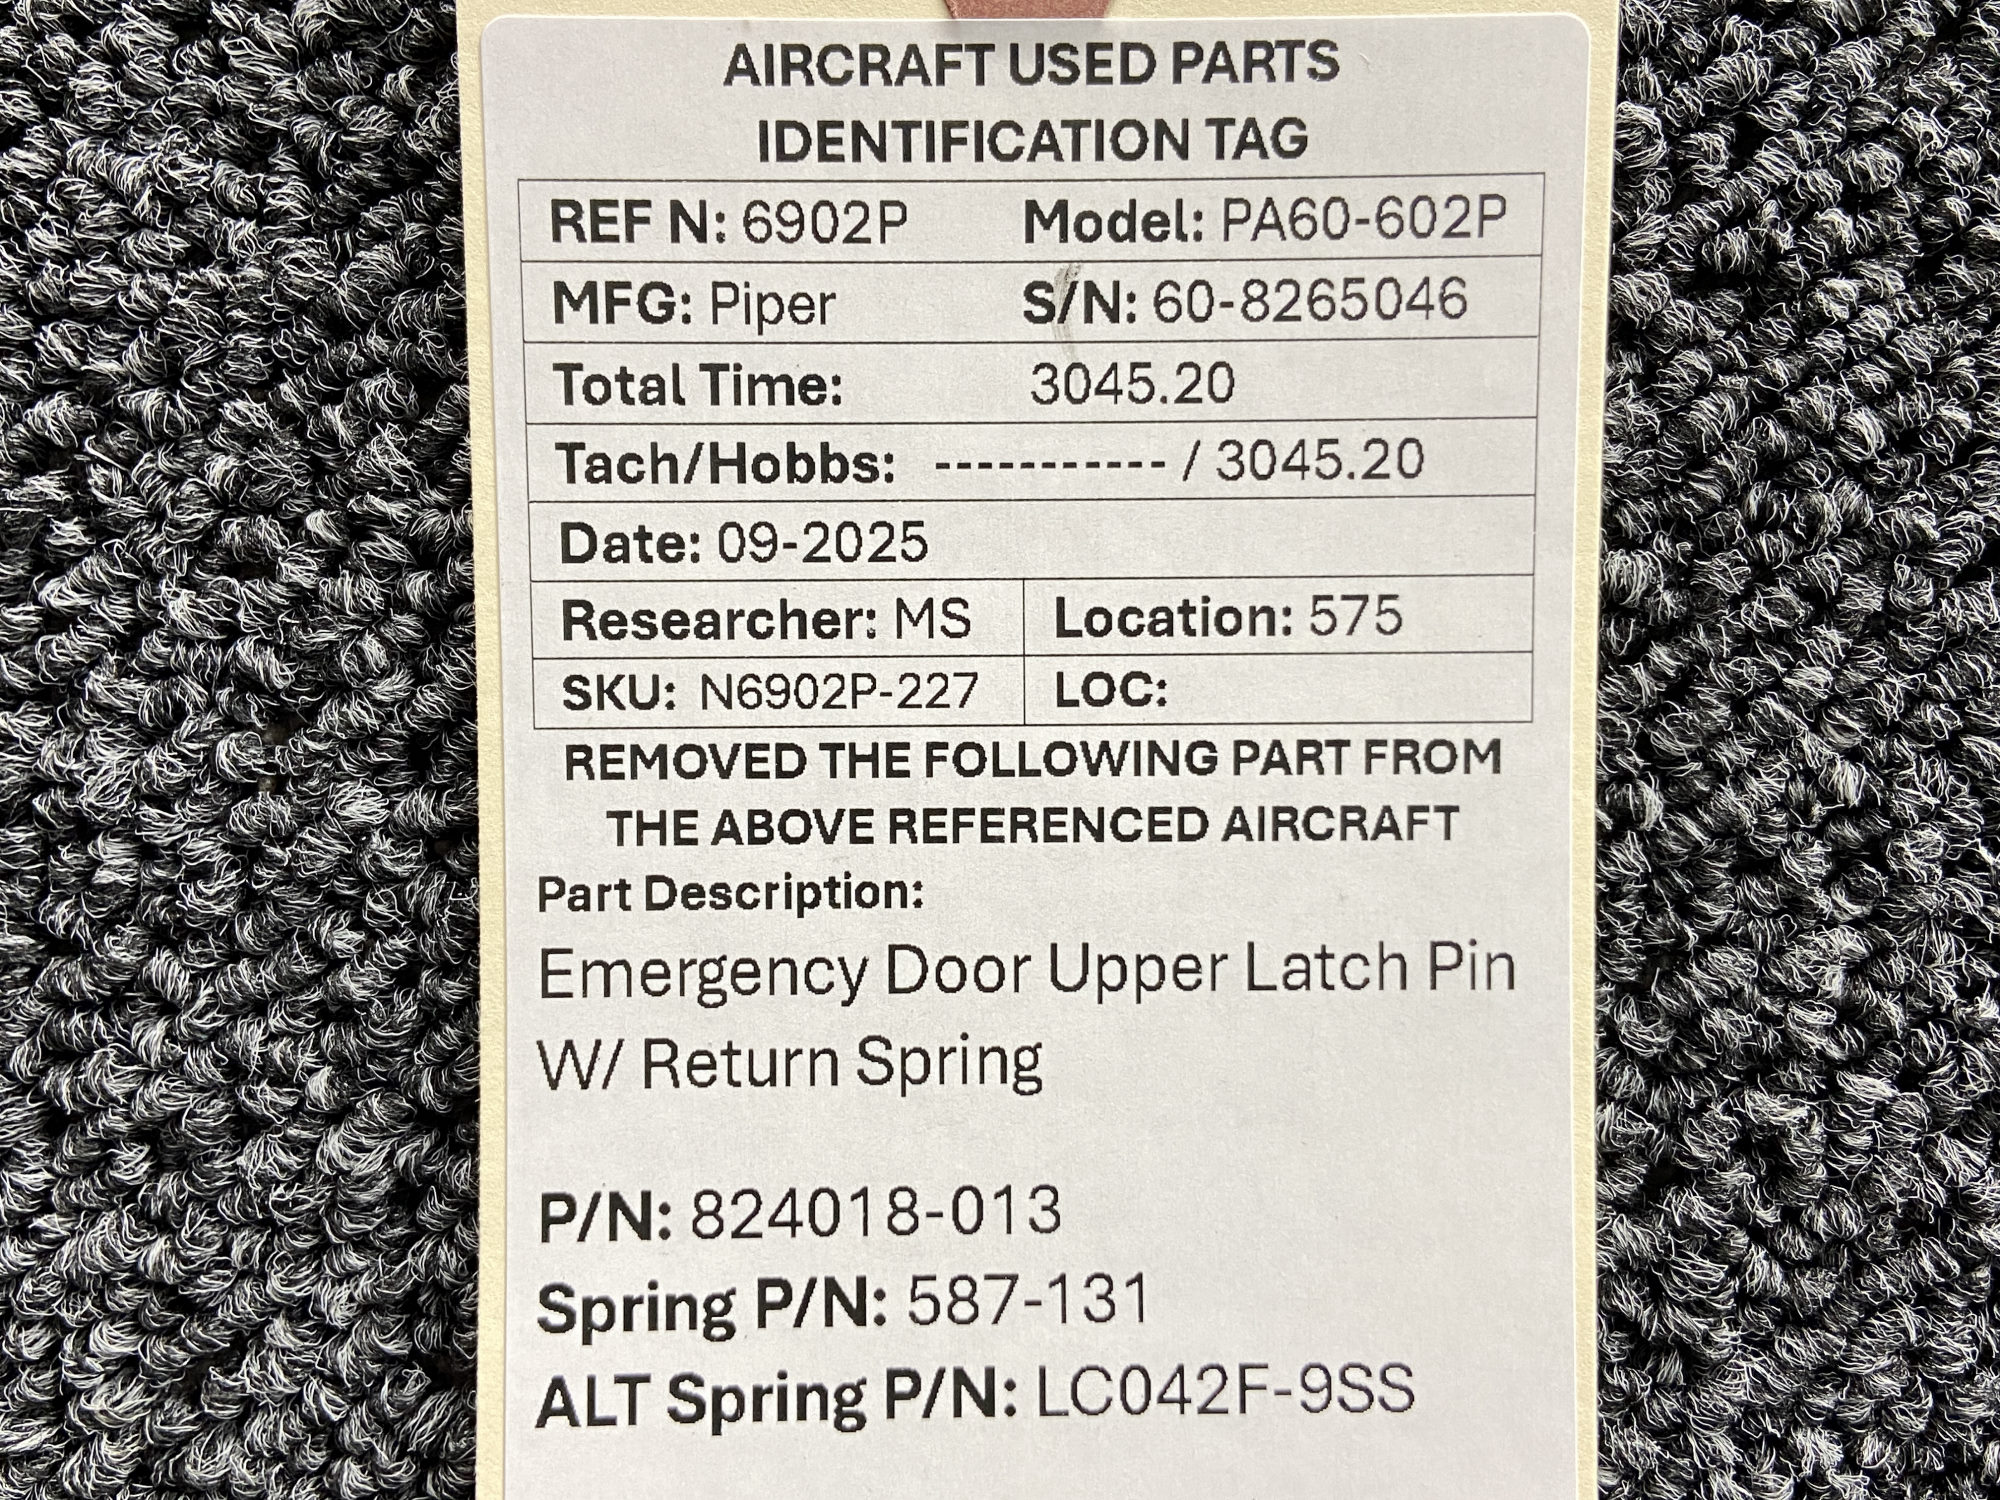 AIRCRAFT USED PARTS
IDENTIFICATION TAG
REF N: 6902P Model: PA60-602P
MFG: Piper S/N: 60-8265046
Total Time: 3045.20
Tach/Hobbs: ----------- / 3045.20
Date: 09-2025
Researcher: MS Location: 575
SKU: N6902P-227 LOC:
REMOVED THE FOLLOWING PART FROM
THE ABOVE REFERENCED AIRCRAFT
Part Description:
Emergency Door Upper Latch Pin
W/ Return Spring
P/N: 824018-013
Spring P/N: 587-131
ALT Spring P/N: LC042F-9SS